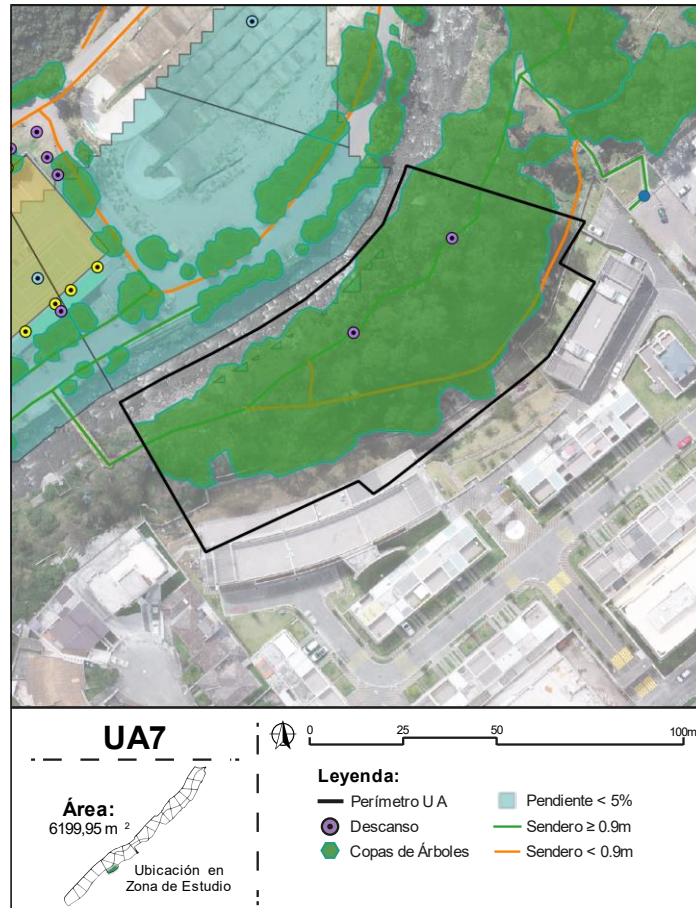 UA7
Área:
6199,95 m ²
Ubicación en
Zona de Estudio
0 25 50 100m
Leyenda:
Perímetro U A
Descanso
Copas de Árboles
Pendiente < 5%
Sendero ≥ 0.9m
Sendero < 0.9m